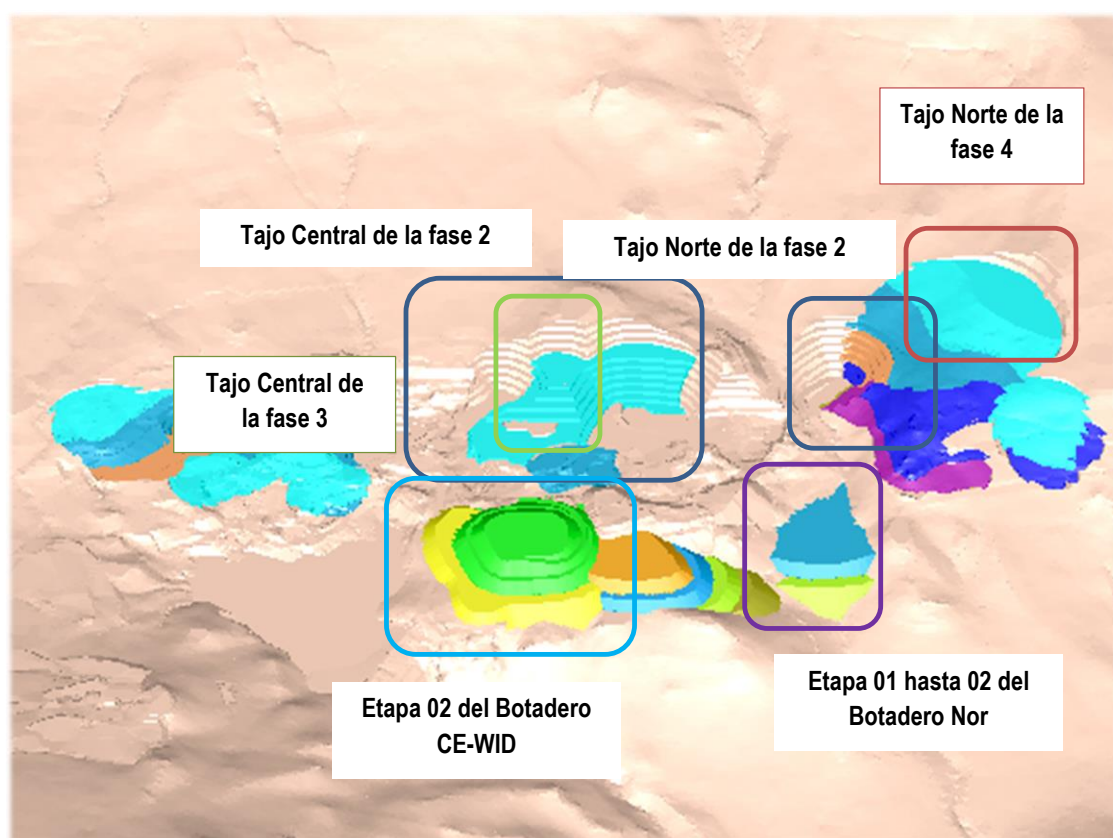 Tajo Norte de la
fase 4
Tajo Central de la fase 2
Tajo Norte de la fase 2
Tajo Central de
la fase 3
Etapa 02 del Botadero
CE-WID
Etapa 01 hasta 02 del
Botadero Nor